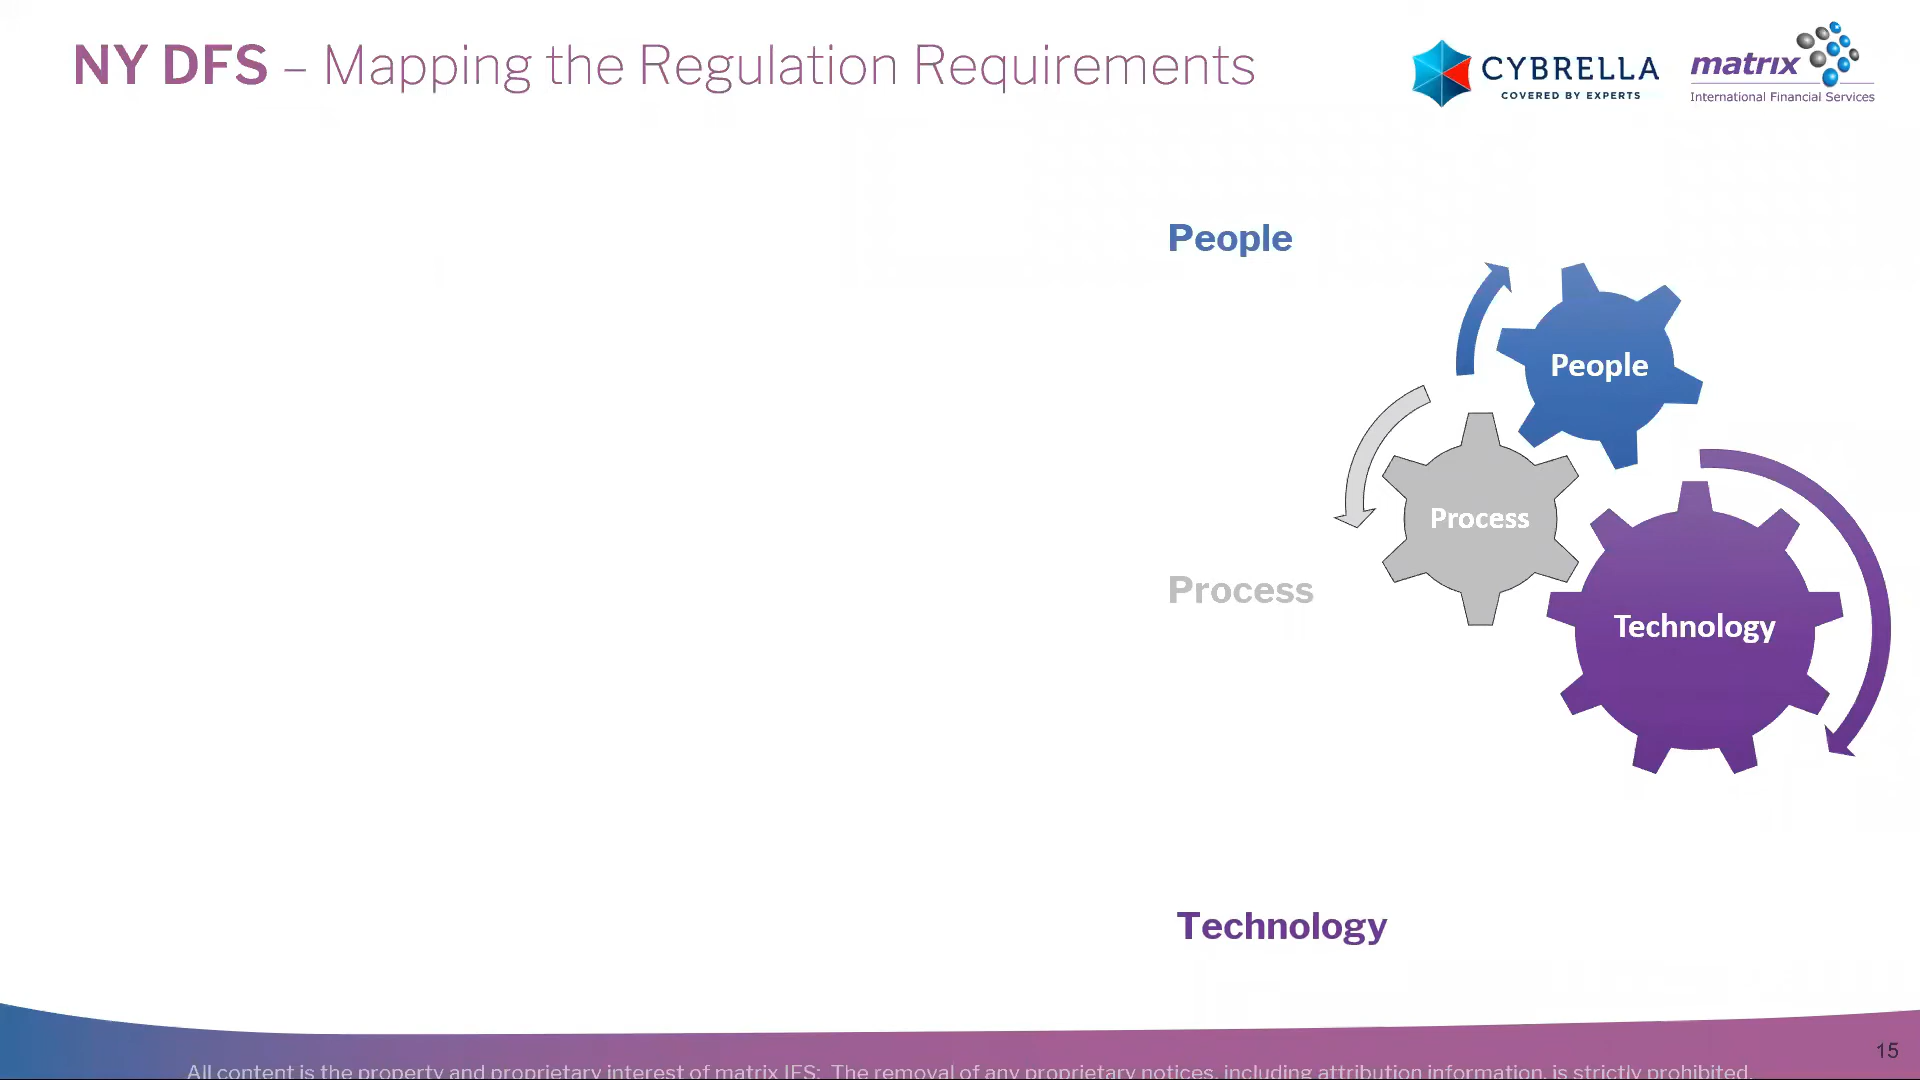 NY DFS – Mapping the Regulation Requirements
CYBRELLA
COVERED BY EXPERTS
matrix
International Financial Services
People
People
Process
Process
Technology
Technology
15
All content is the property and proprietary interest of matrix IFS; The removal of any proprietary notices, including attribution information, is strictly prohibited.